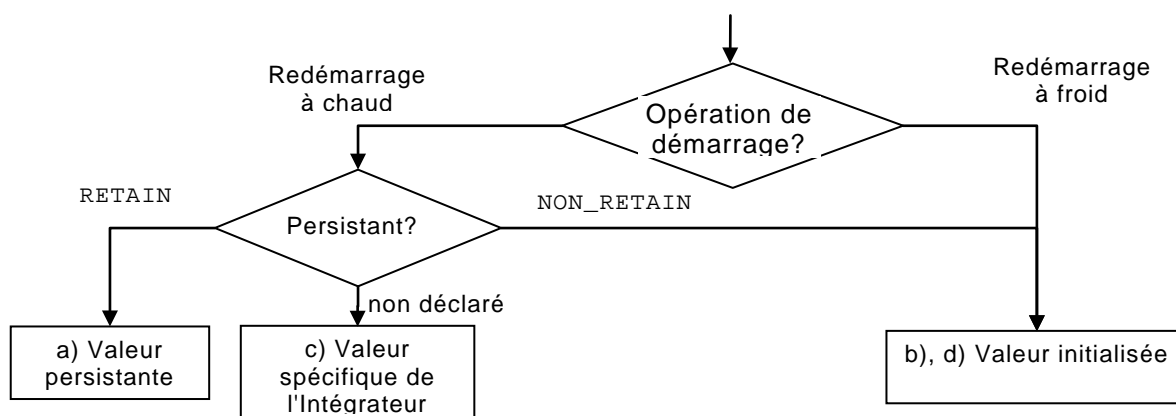 Redémarrage
à chaud
Redémarrage
à froid
Opération de
démarrage?
RETAIN
NON_RETAIN
Persistant?
non déclaré
a) Valeur
persistante
c) Valeur
spécifique de
l'Intégrateur
b), d) Valeur initialisée